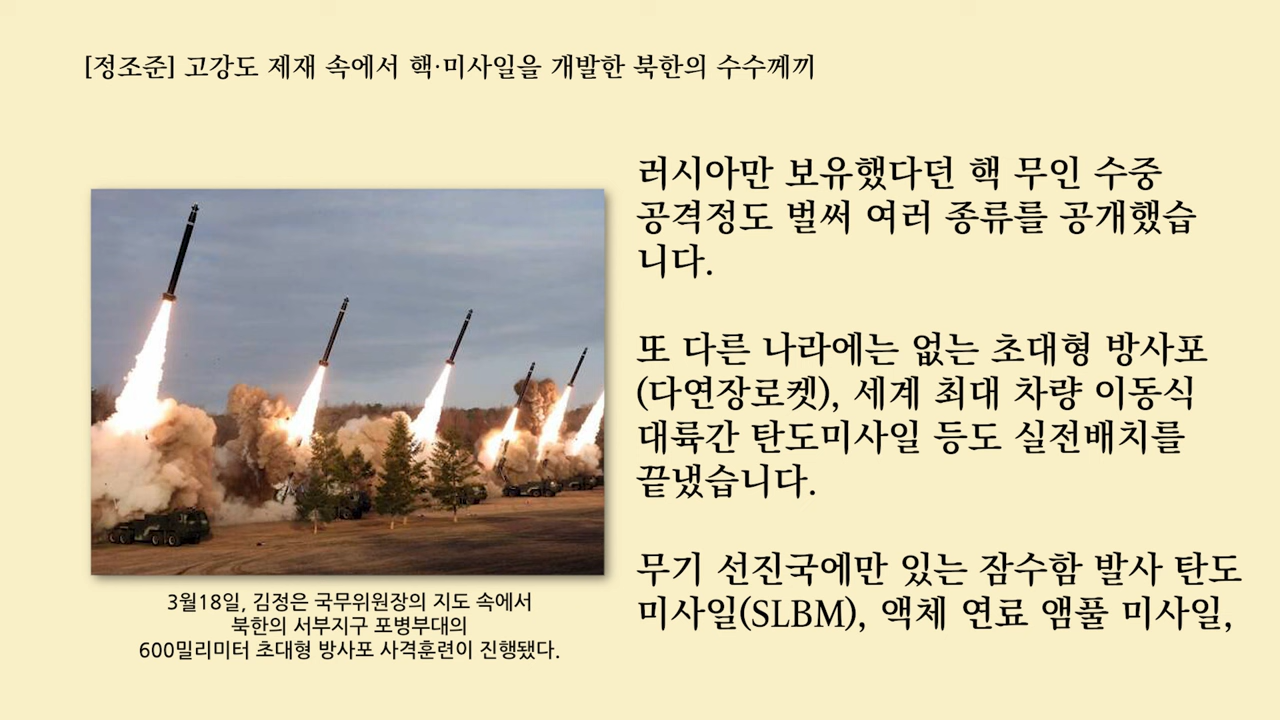 [정조준] 고강도 제재 속에서 핵·미사일을 개발한 북한의 수수께끼
러시아만 보유했다던 핵 무인 수중
공격정도 벌써 여러 종류를 공개했습
니다.
또 다른 나라에는 없는 초대형 방사포
(다연장로켓), 세계 최대 차량 이동식
대륙간 탄도미사일 등도 실전배치를
끝냈습니다.
무기 선진국에만 있는 잠수함 발사 탄도
미사일(SLBM), 액체 연료 앰풀 미사일,
3월18일, 김정은 국무위원장의 지도 속에서
북한의 서부지구 포병부대의
600밀리미터 초대형 방사포 사격훈련이 진행됐다.